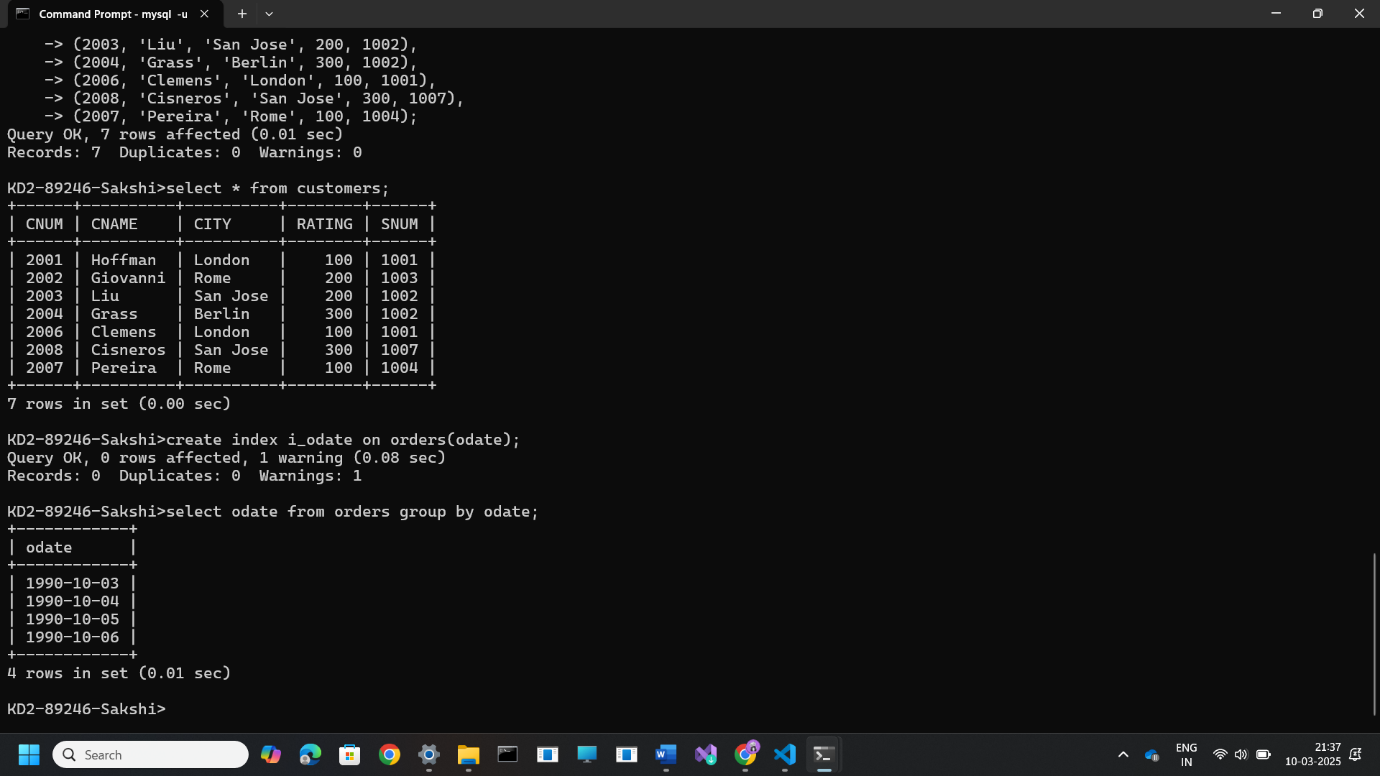 Command Prompt - mysql -u
-> (2003, 'Liu', 'San Jose', 200, 1002),
-> (2004, 'Grass', 'Berlin', 300, 1002),
-> (2006, 'Clemens', 'London', 100, 1001),
-> (2008, 'Cisneros', 'San Jose', 300, 1007),
-> (2007, 'Pereira', 'Rome', 100, 1004);
Query OK, 7 rows affected (0.01 sec)
Records: 7  Duplicates: 0  Warnings: 0
KD2-89246-Sakshi>select * from customers;
+------+----------+----------+--------+------+
| CNUM | CNAME    | CITY     | RATING | SNUM |
+------+----------+----------+--------+------+
| 2001 | Hoffman  | London   |    100 | 1001 |
| 2002 | Giovanni | Rome     |    200 | 1003 |
| 2003 | Liu      | San Jose |    200 | 1002 |
| 2004 | Grass    | Berlin   |    300 | 1002 |
| 2006 | Clemens  | London   |    100 | 1001 |
| 2008 | Cisneros | San Jose |    300 | 1007 |
| 2007 | Pereira  | Rome     |    100 | 1004 |
+------+----------+----------+--------+------+
7 rows in set (0.00 sec)
KD2-89246-Sakshi>create index i_odate on orders(odate);
Query OK, 0 rows affected, 1 warning (0.08 sec)
Records: 0  Duplicates: 0  Warnings: 1
KD2-89246-Sakshi>select odate from orders group by odate;
+------------+
| odate      |
+------------+
| 1990-10-03 |
| 1990-10-04 |
| 1990-10-05 |
| 1990-10-06 |
+------------+
4 rows in set (0.01 sec)
KD2-89246-Sakshi>
Search
ENG
IN
21:37
10-03-2025